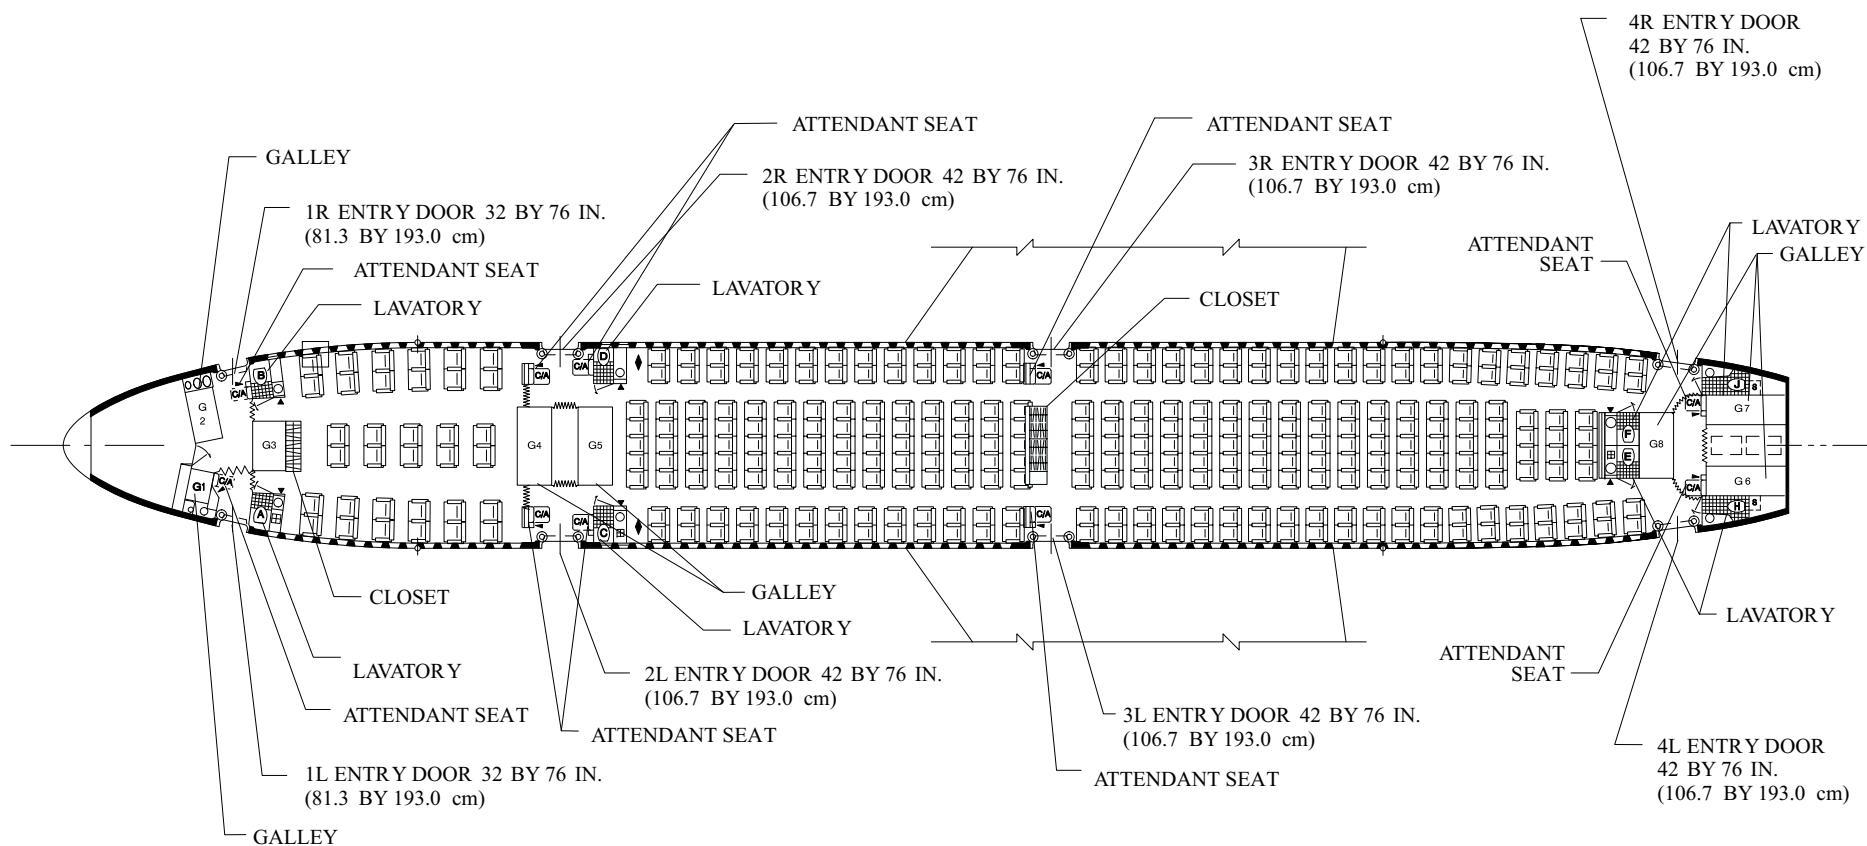 4R ENTRY DOOR
42 BY 76 IN.
(106.7 BY 193.0 cm)
ATTENDANT SEAT
ATTENDANT SEAT
GALLEY
2R ENTRY DOOR 42 BY 76 IN.
(106.7 BY 193.0 cm)
3R ENTRY DOOR 42 BY 76 IN.
(106.7 BY 193.0 cm)
1R ENTRY DOOR 32 BY 76 IN.
(81.3 BY 193.0 cm)
LAVATORY
ATTENDANT
SEAT
GALLEY
ATTENDANT SEAT
LAVATORY
LAVATORY
CLOSET
B
C/A
C/A
C/A
D
C/A
C/A
J
8
G
2
G3
G4
G5
F
E
G8
G7
G6
G1
C/A
A
C/A
C/A
C
C/A
C/A
H
8
CLOSET
GALLEY
LAVATORY
LAVATORY
LAVATORY
2L ENTRY DOOR 42 BY 76 IN.
(106.7 BY 193.0 cm)
ATTENDANT
SEAT
ATTENDANT SEAT
ATTENDANT SEAT
3L ENTRY DOOR 42 BY 76 IN.
(106.7 BY 193.0 cm)
1L ENTRY DOOR 32 BY 76 IN.
(81.3 BY 193.0 cm)
ATTENDANT SEAT
4L ENTRY DOOR
42 BY 76 IN.
(106.7 BY 193.0 cm)
GALLEY